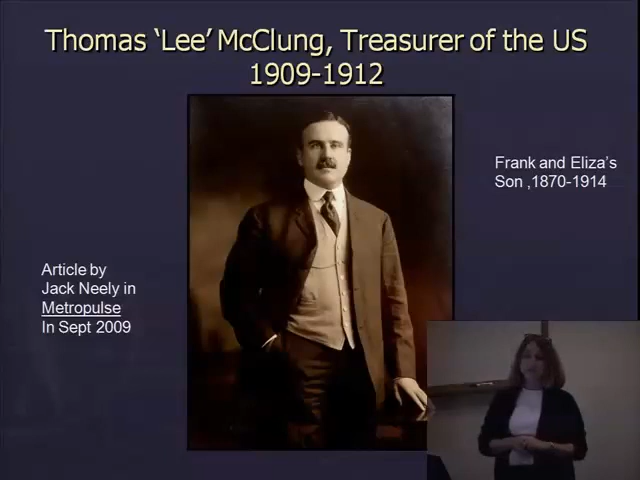 Thomas ‘Lee’ McClung, Treasurer of the US
1909-1912
Frank and Eliza's
Son ,1870-1914
Article by
Jack Neely in
Metropulse
In Sept 2009